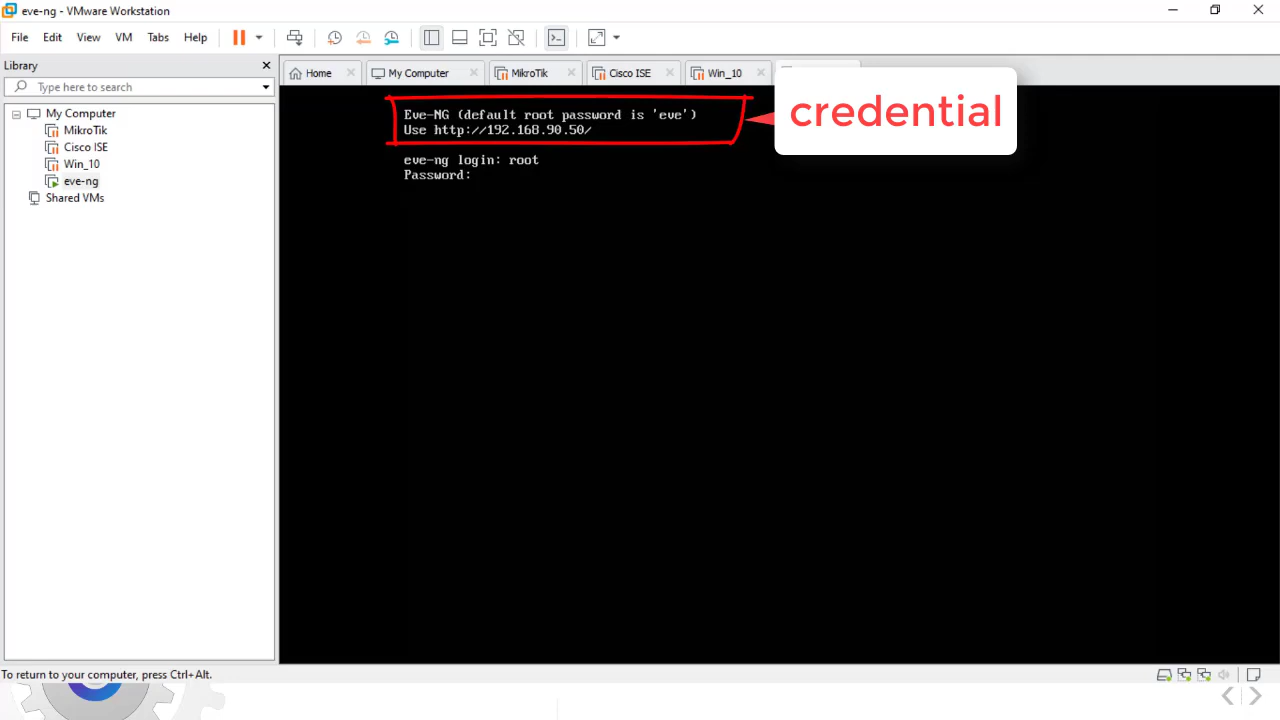 eve-ng - VMware Workstation
File Edit View VM Tabs Help
Library
Type here to search
My Computer
MikroTik
Cisco ISE
Win_10
eve-ng
Shared VMs
Home
My Computer
MikroTik
Cisco ISE
Win_10
Eve-NG (default root password is 'eve')
Use http://192.168.90.50/
eve-ng login: root
Password:
credential
To return to your computer, press Ctrl+Alt.